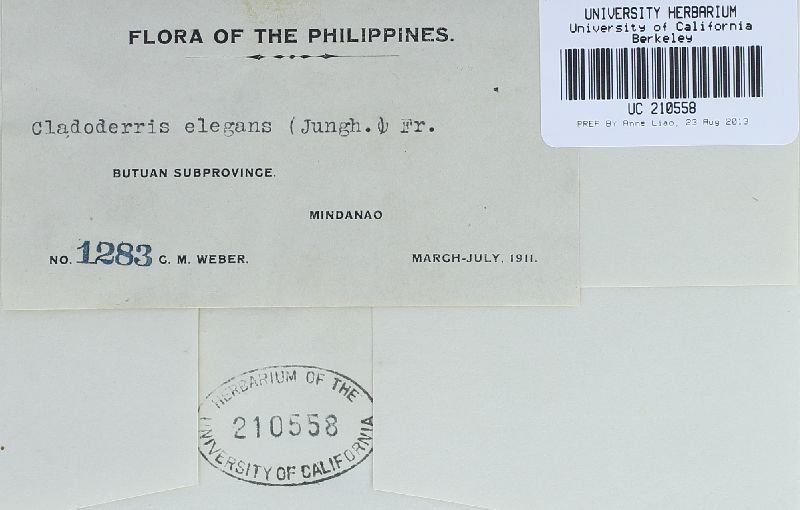 FLORA OF THE PHILIPPINES.
Cladoderris elegans (Jungh.) Fr.
BUTUAN SUBPROVINCE.
MINDANAO
NO. 1283 C. M. WEBER.
MARCH-JULY, 1911.
UNIVERSITY HERBARIUM
University of California
Berkeley
UC 210558
PREP BY Anne Liao, 23 Aug 2013
HERBARIUM OF THE
210558
UNIVERSITY OF CALIFORNIA